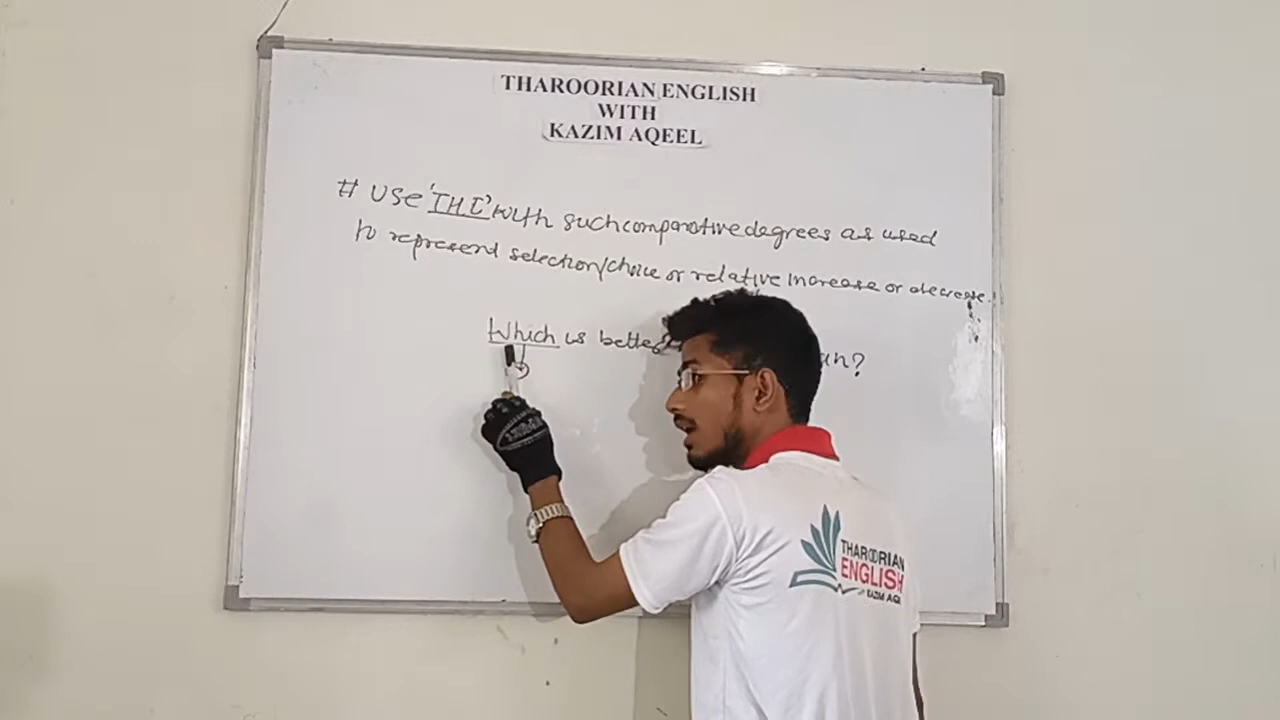 THAROORIAN ENGLISH
WITH
KAZIM AQEEL
# Use 'THE' with such comparative degrees as used
to represent selection/choice or relative increase or decrease.
Which is better
THAROORIAN
ENGLISH
KAZIM AQ